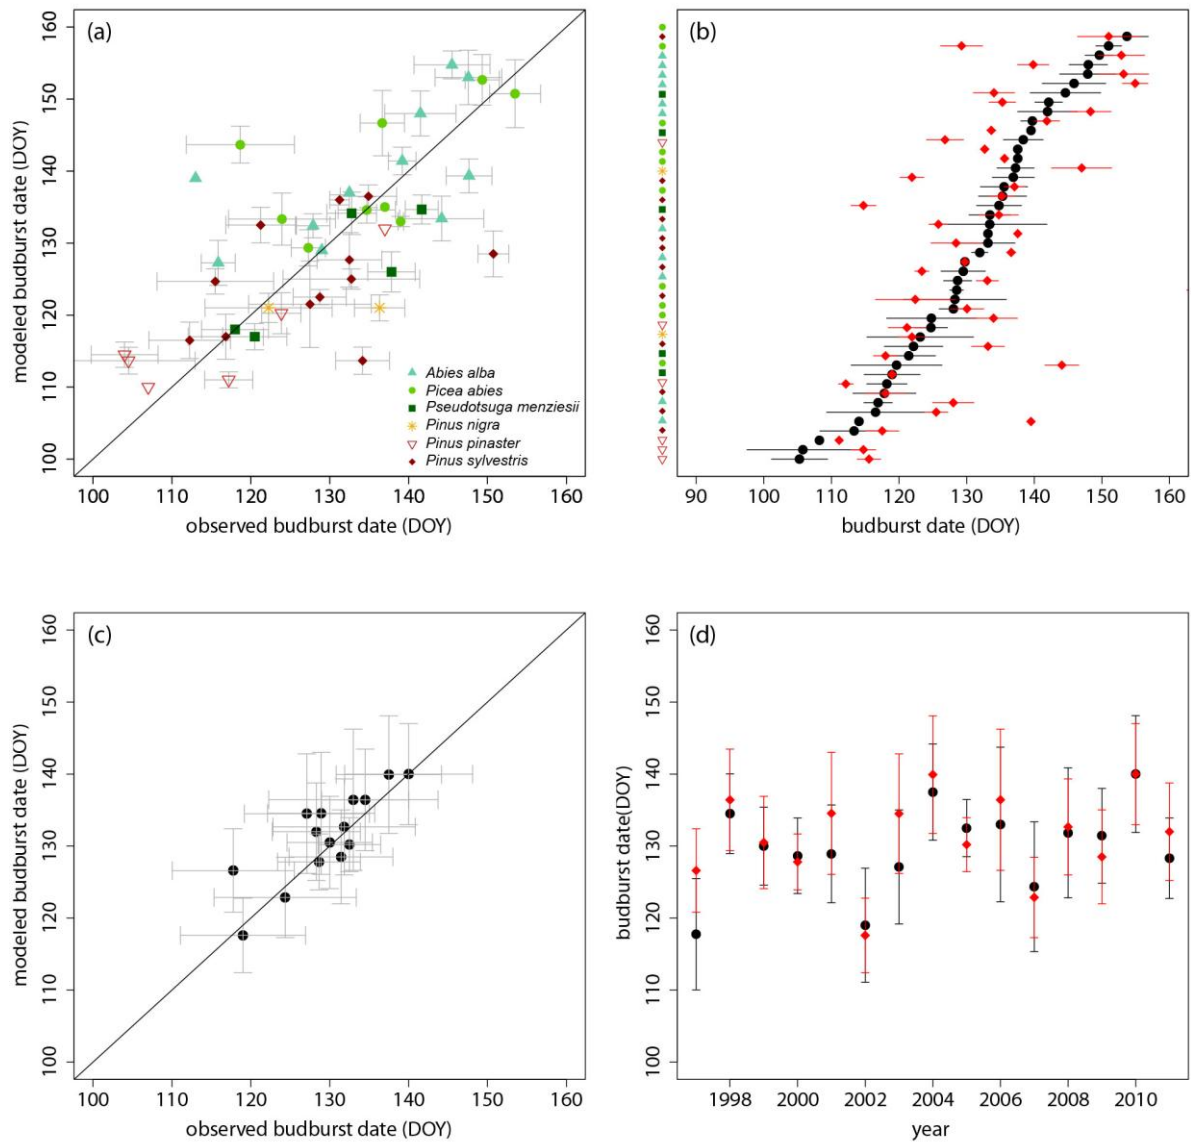 (a)
modeled budburst date (DOY)
160
150
140
130
120
110
100
Abies alba
Picea abies
Pseudotsuga menziesii
Pinus nigra
Pinus pinaster
Pinus sylvestris
100 110 120 130 140 150 160
observed budburst date (DOY)
(b)
90 100 110 120 130 140 150 160
budburst date (DOY)
(c)
modeled budburst date (DOY)
160
150
140
130
120
110
100
100 110 120 130 140 150 160
observed budburst date (DOY)
(d)
budburst date(DOY)
160
150
140
130
120
110
100
1998 2000 2002 2004 2006 2008 2010
year